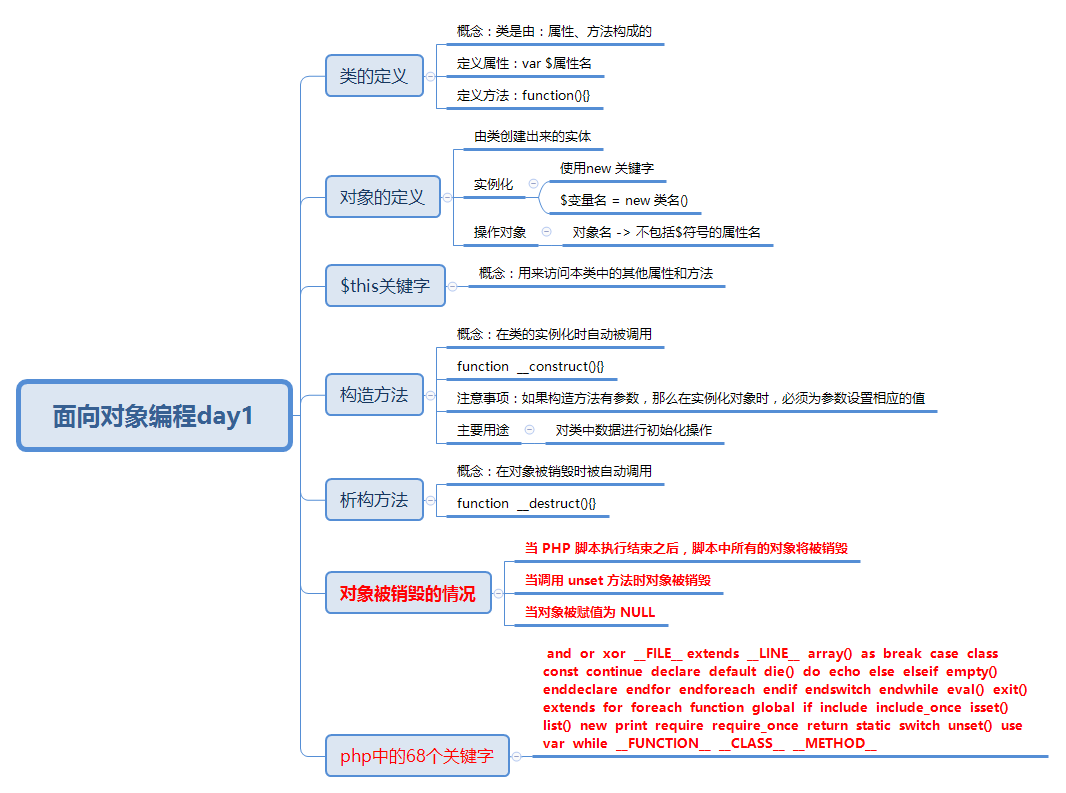 面向对象编程day1
类的定义
概念：类是由：属性、方法构成的
定义属性：var $属性名
定义方法：function(){}
对象的定义
由类创建出来的实体
实例化
使用new 关键字
$变量名 = new 类名()
操作对象
对象名 -> 不包括$符号的属性名
$this关键字
概念：用来访问本类中的其他属性和方法
构造方法
概念：在类的实例化时自动被调用
function __construct(){}
注意事项：如果构造方法有参数，那么在实例化对象时，必须为参数设置相应的值
主要用途
对类中数据进行初始化操作
析构方法
概念：在对象被销毁时被自动调用
function __destruct(){}
对象被销毁的情况
当 PHP 脚本执行结束之后，脚本中所有的对象将被销毁
当调用 unset 方法时对象被销毁
当对象被赋值为 NULL
php中的68个关键字
and or xor __FILE__ extends __LINE__ array() as break case class
const continue declare default die() do echo else elseif empty()
enddeclare endfor endforeach endif endswitch endwhile eval() exit()
extends for foreach function global if include include_once isset()
list() new print require require_once return static switch unset() use
var while __FUNCTION__ __CLASS__ __METHOD__